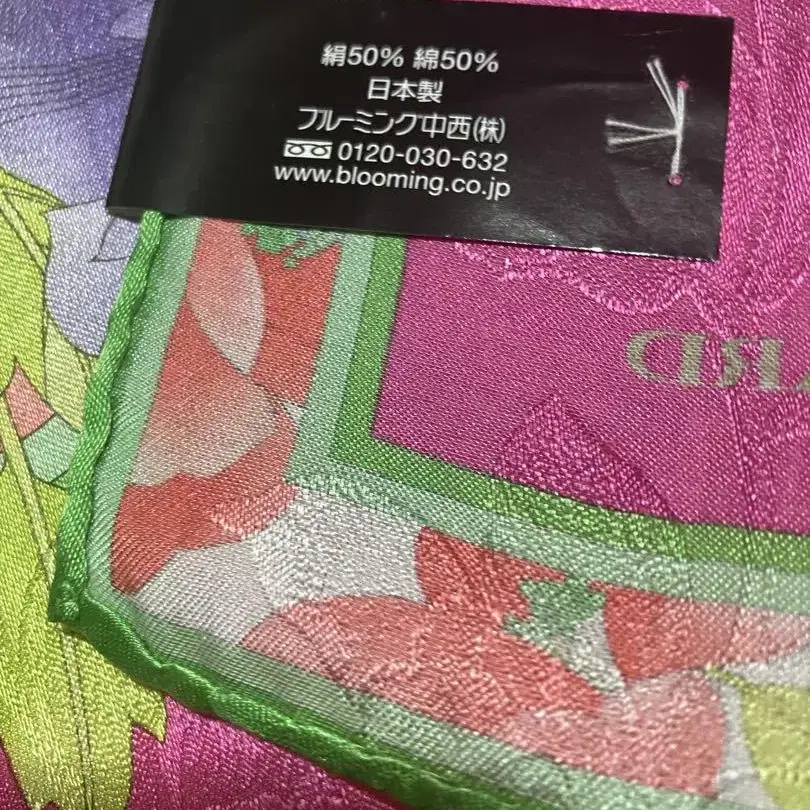 絹50% 綿50%
日本製
ブルーミング中西(株)
0120-030-632
www.blooming.co.jp